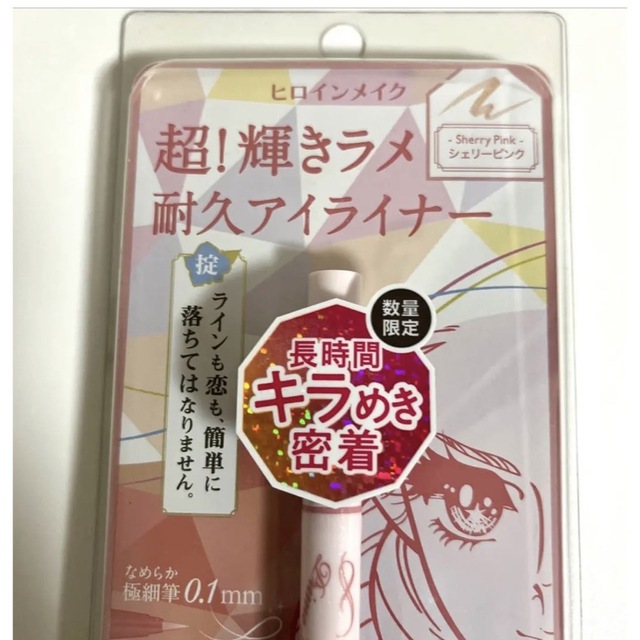 ヒロインメイク
超！輝きラメ
耐久アイライナー
- Sherry Pink -
シェリーピンク
掟
ラインも恋も、簡単に
落ちてはなりません。
数量
限定
長時間
キラめき
密着
なめらか
極細筆0.1mm